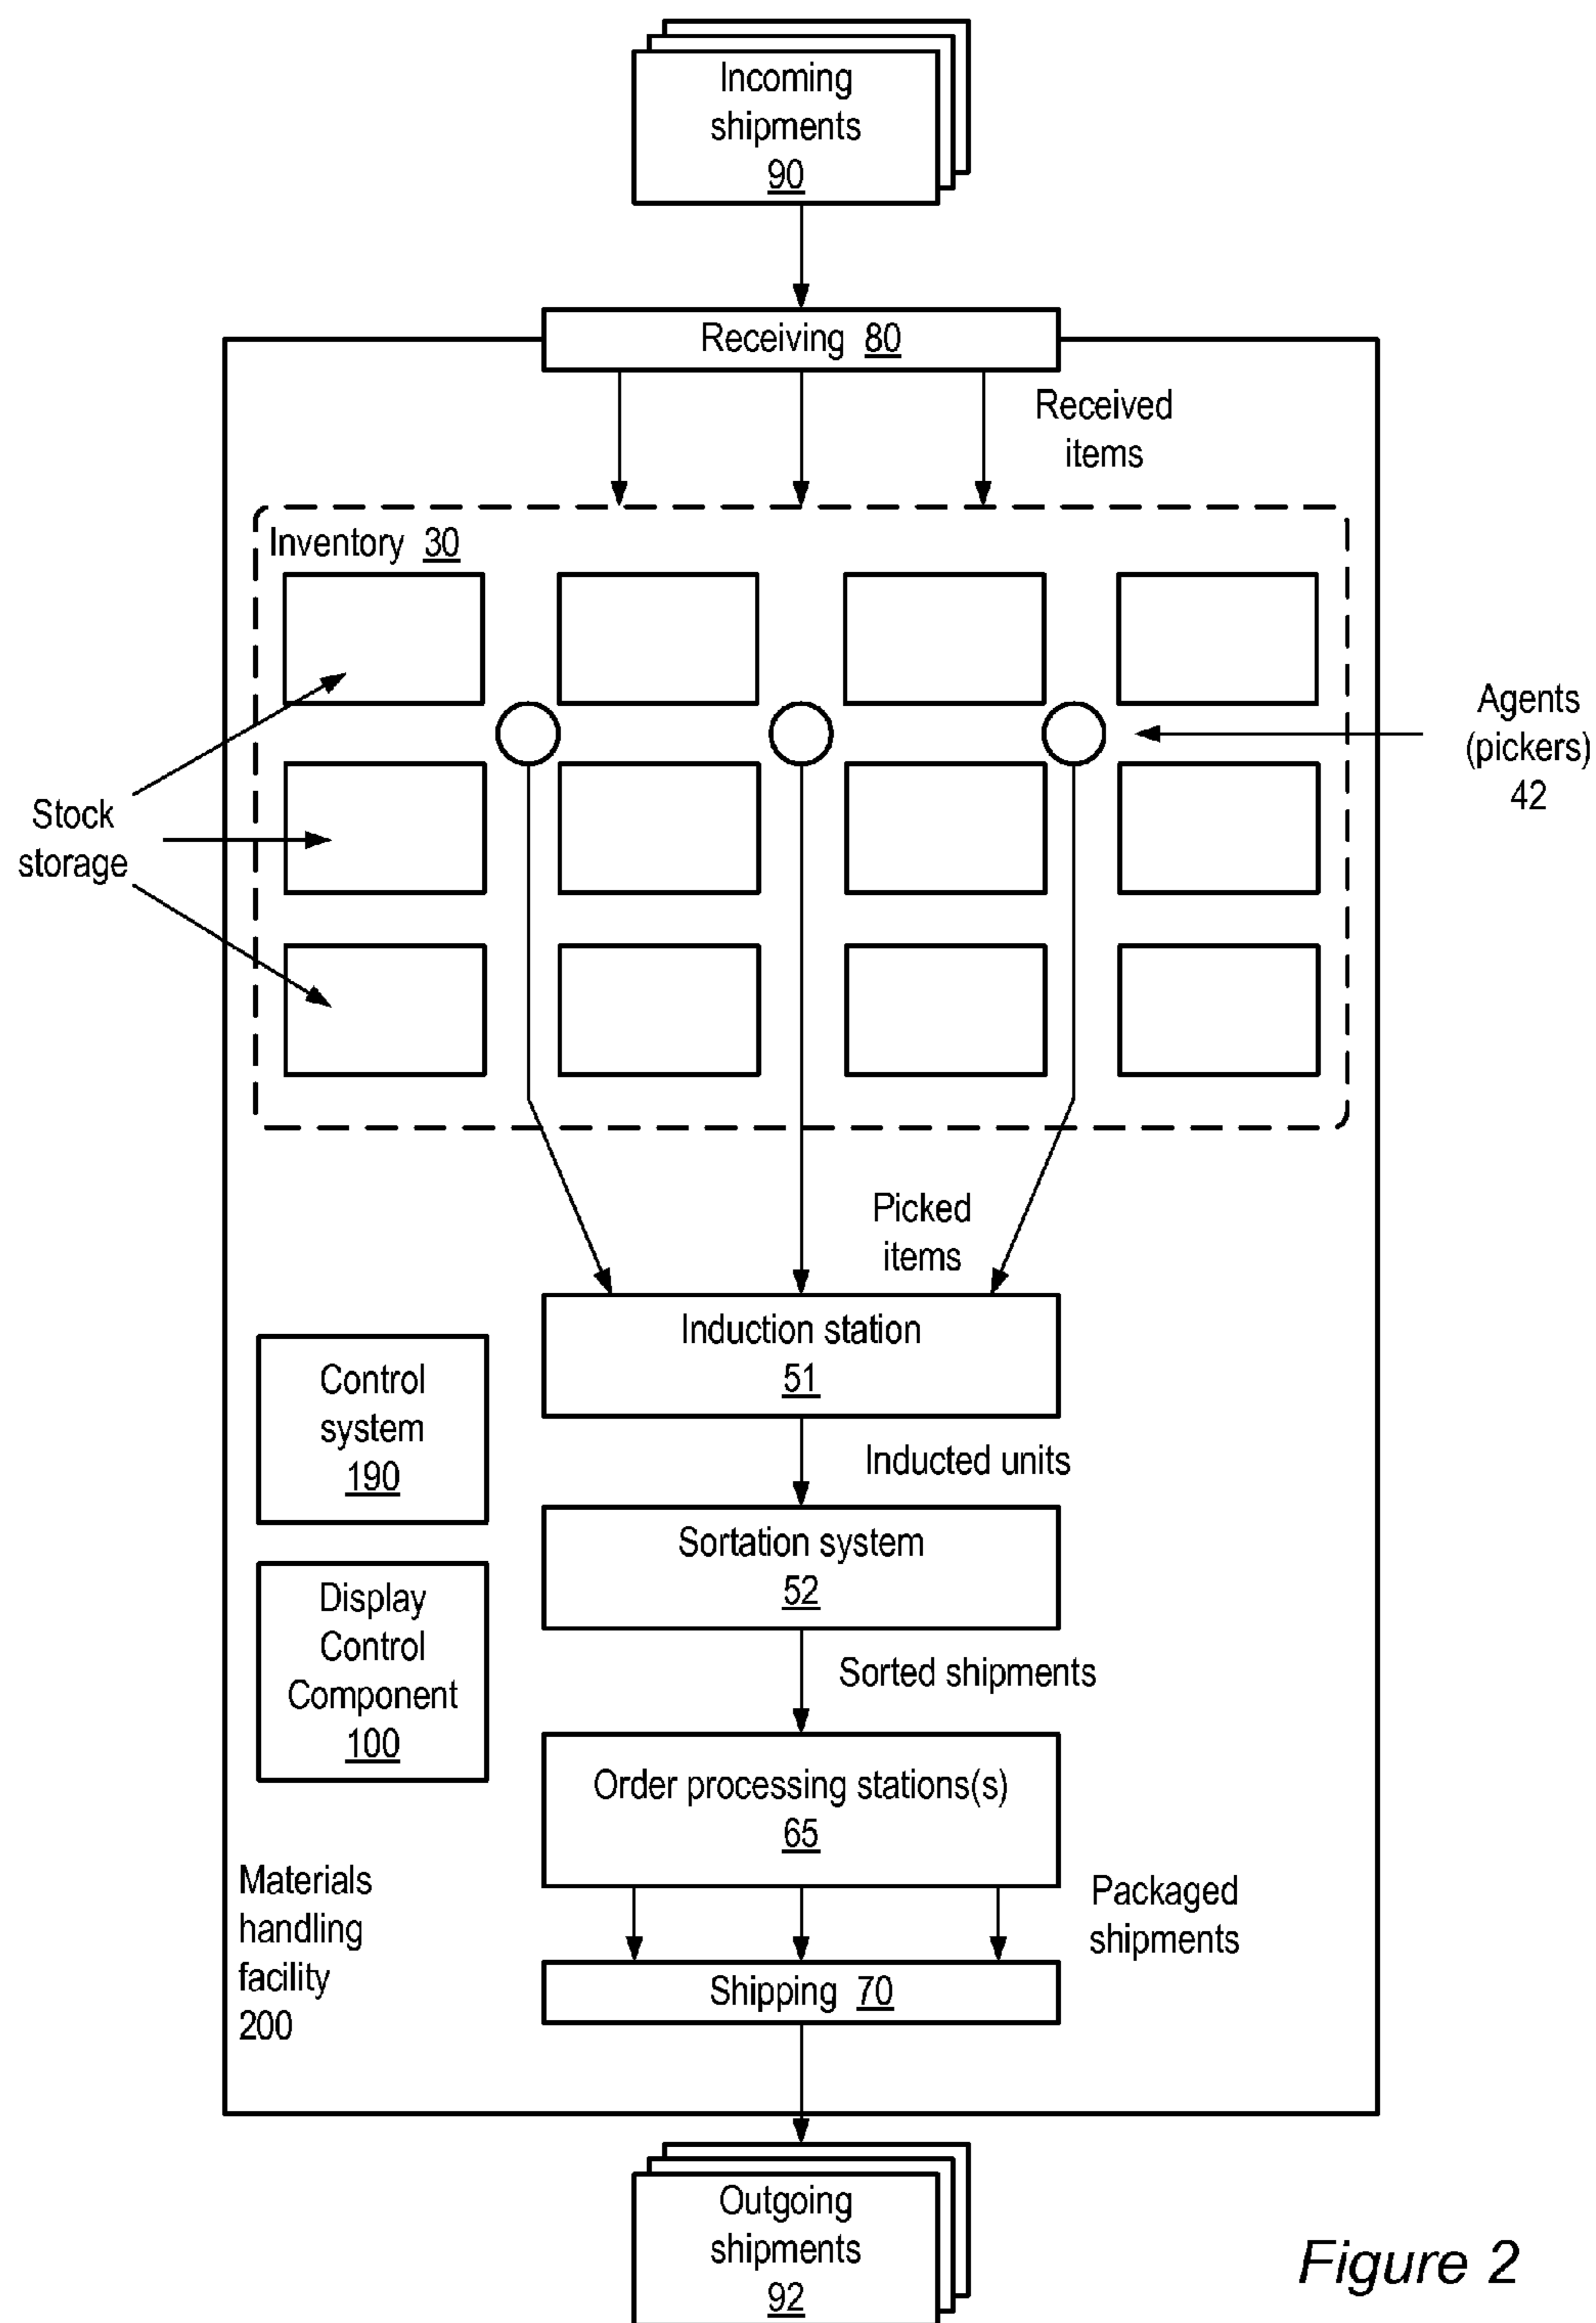 Incoming
shipments
90
Receiving 80
Received
items
Inventory 30
Agents
(pickers)
42
Stock
storage
Picked
items
Induction station
51
Control
system
190
Inducted units
Sortation system
52
Display
Control
Component
100
Sorted shipments
Order processing stations(s)
65
Materials
handling
facility
200
Packaged
shipments
Shipping 70
Outgoing
shipments
92
Figure 2